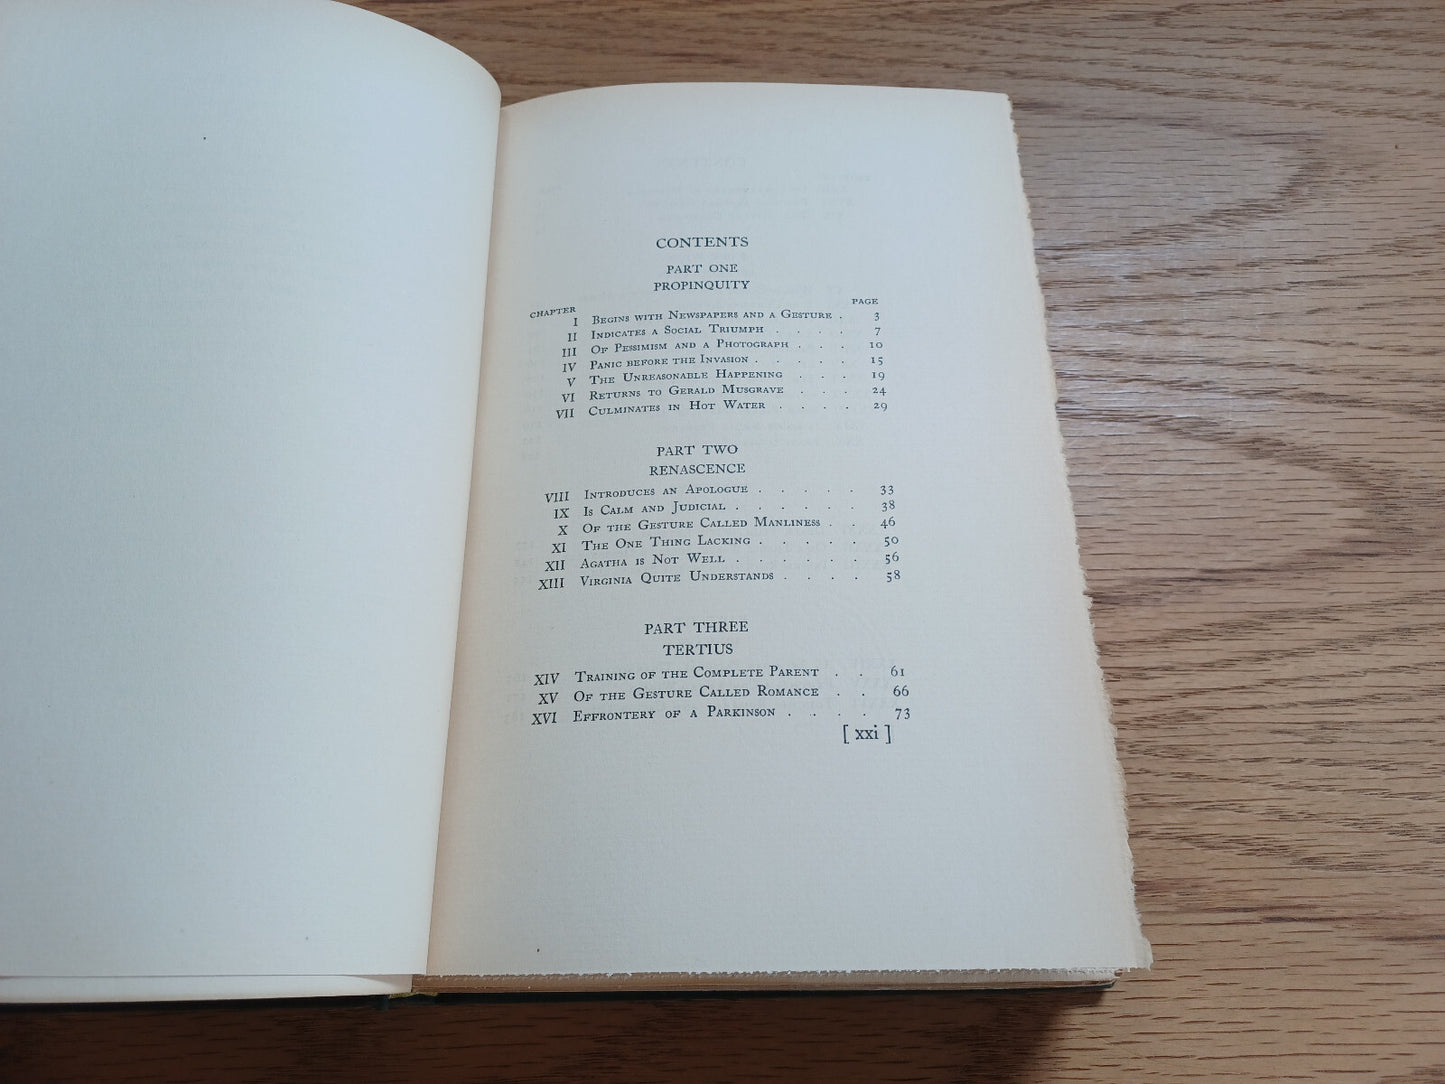 CONTENTS
PART ONE
PROPINQUITY
CHAPTER PAGE
I BEGINS WITH NEWSPAPERS AND A GESTURE . 3
II INDICATES A SOCIAL TRIUMPH . . . . 7
III OF PESSIMISM AND A PHOTOGRAPH . . . 10
IV PANIC BEFORE THE INVASION . . . . . 15
V THE UNREASONABLE HAPPENING . . . 19
VI RETURNS TO GERALD MUSGRAVE . . . 24
VII CULMINATES IN HOT WATER . . . . 29
PART TWO
RENASCENCE
VIII INTRODUCES AN APOLOGUE . . . . . 33
IX IS CALM AND JUDICIAL . . . . . . 38
X OF THE GESTURE CALLED MANLINESS . . 46
XI THE ONE THING LACKING . . . . . 50
XII AGATHA IS NOT WELL . . . . . . 56
XIII VIRGINIA QUITE UNDERSTANDS . . . . 58
PART THREE
TERTIUS
XIV TRAINING OF THE COMPLETE PARENT . . 61
XV OF THE GESTURE CALLED ROMANCE . . 66
XVI EFFRONTERY OF A PARKINSON . . . . 73
[ xxi ]